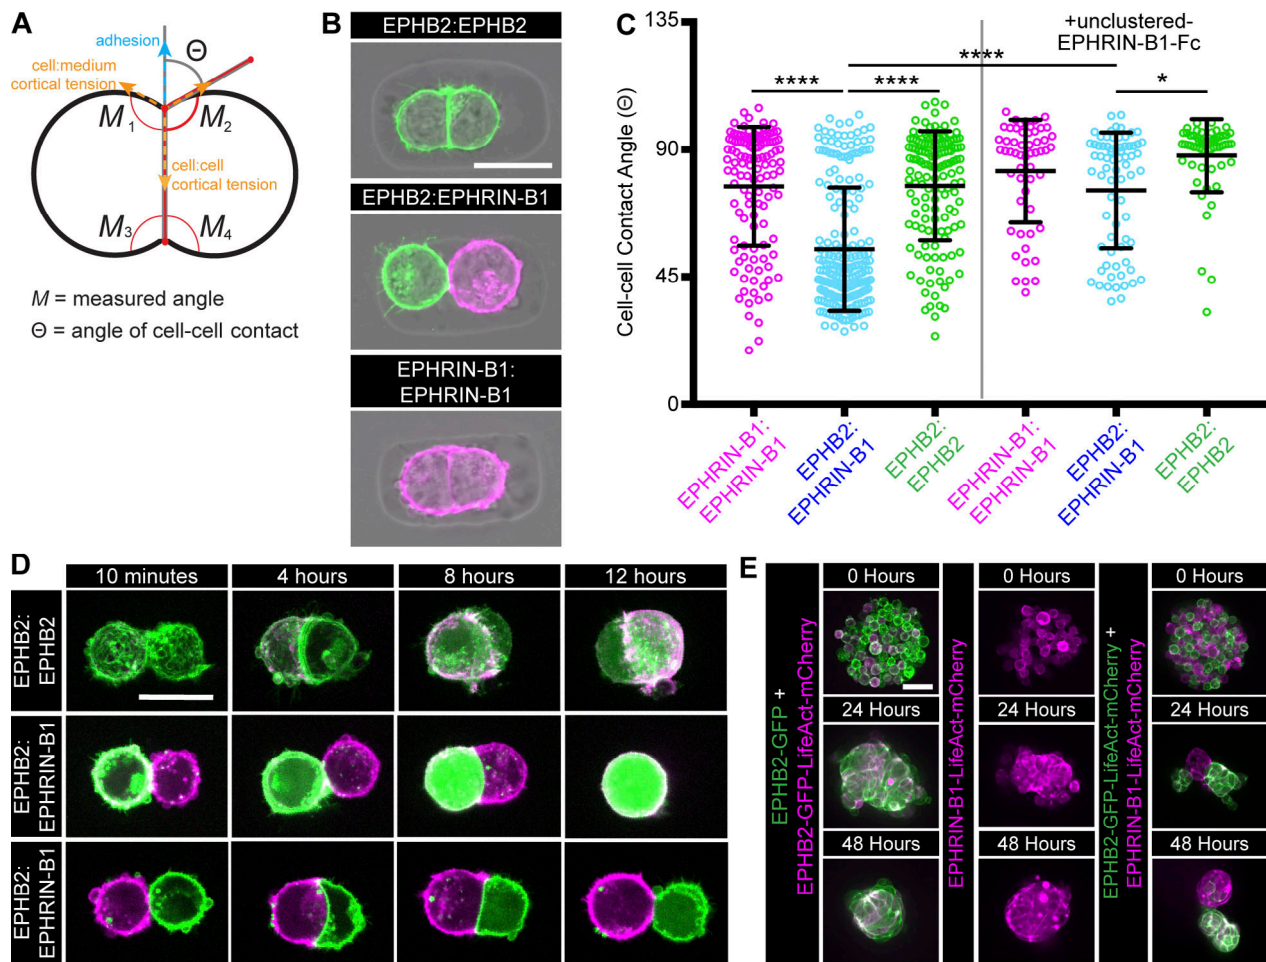 A
adhesion
Θ
cell:medium
cortical tension
M1
M2
cell:cell
cortical tension
M3
M4
M = measured angle
Θ = angle of cell-cell contact
B
EPHB2:EPHB2
EPHB2:EPHRIN-B1
EPHRIN-B1:
EPHRIN-B1
C
+unclustered-
EPHRIN-B1-Fc
****
****
****
*
Cell-cell Contact Angle (Θ)
135
90
45
0
EPHRIN-B1:
EPHRIN-B1
EPHB2:
EPHRIN-B1
EPHB2:
EPHB2
EPHRIN-B1:
EPHRIN-B1
EPHB2:
EPHRIN-B1
EPHB2:
EPHB2
D
10 minutes
4 hours
8 hours
12 hours
EPHB2:
EPHB2
EPHB2:
EPHRIN-B1
EPHB2:
EPHRIN-B1
E
EPHB2-GFP +
EPHB2-GFP-LifeAct-mCherry
0 Hours
24 Hours
48 Hours
EPHRIN-B1-LifeAct-mCherry
0 Hours
24 Hours
48 Hours
EPHB2-GFP-LifeAct-mCherry +
EPHRIN-B1-LifeAct-mCherry
0 Hours
24 Hours
48 Hours